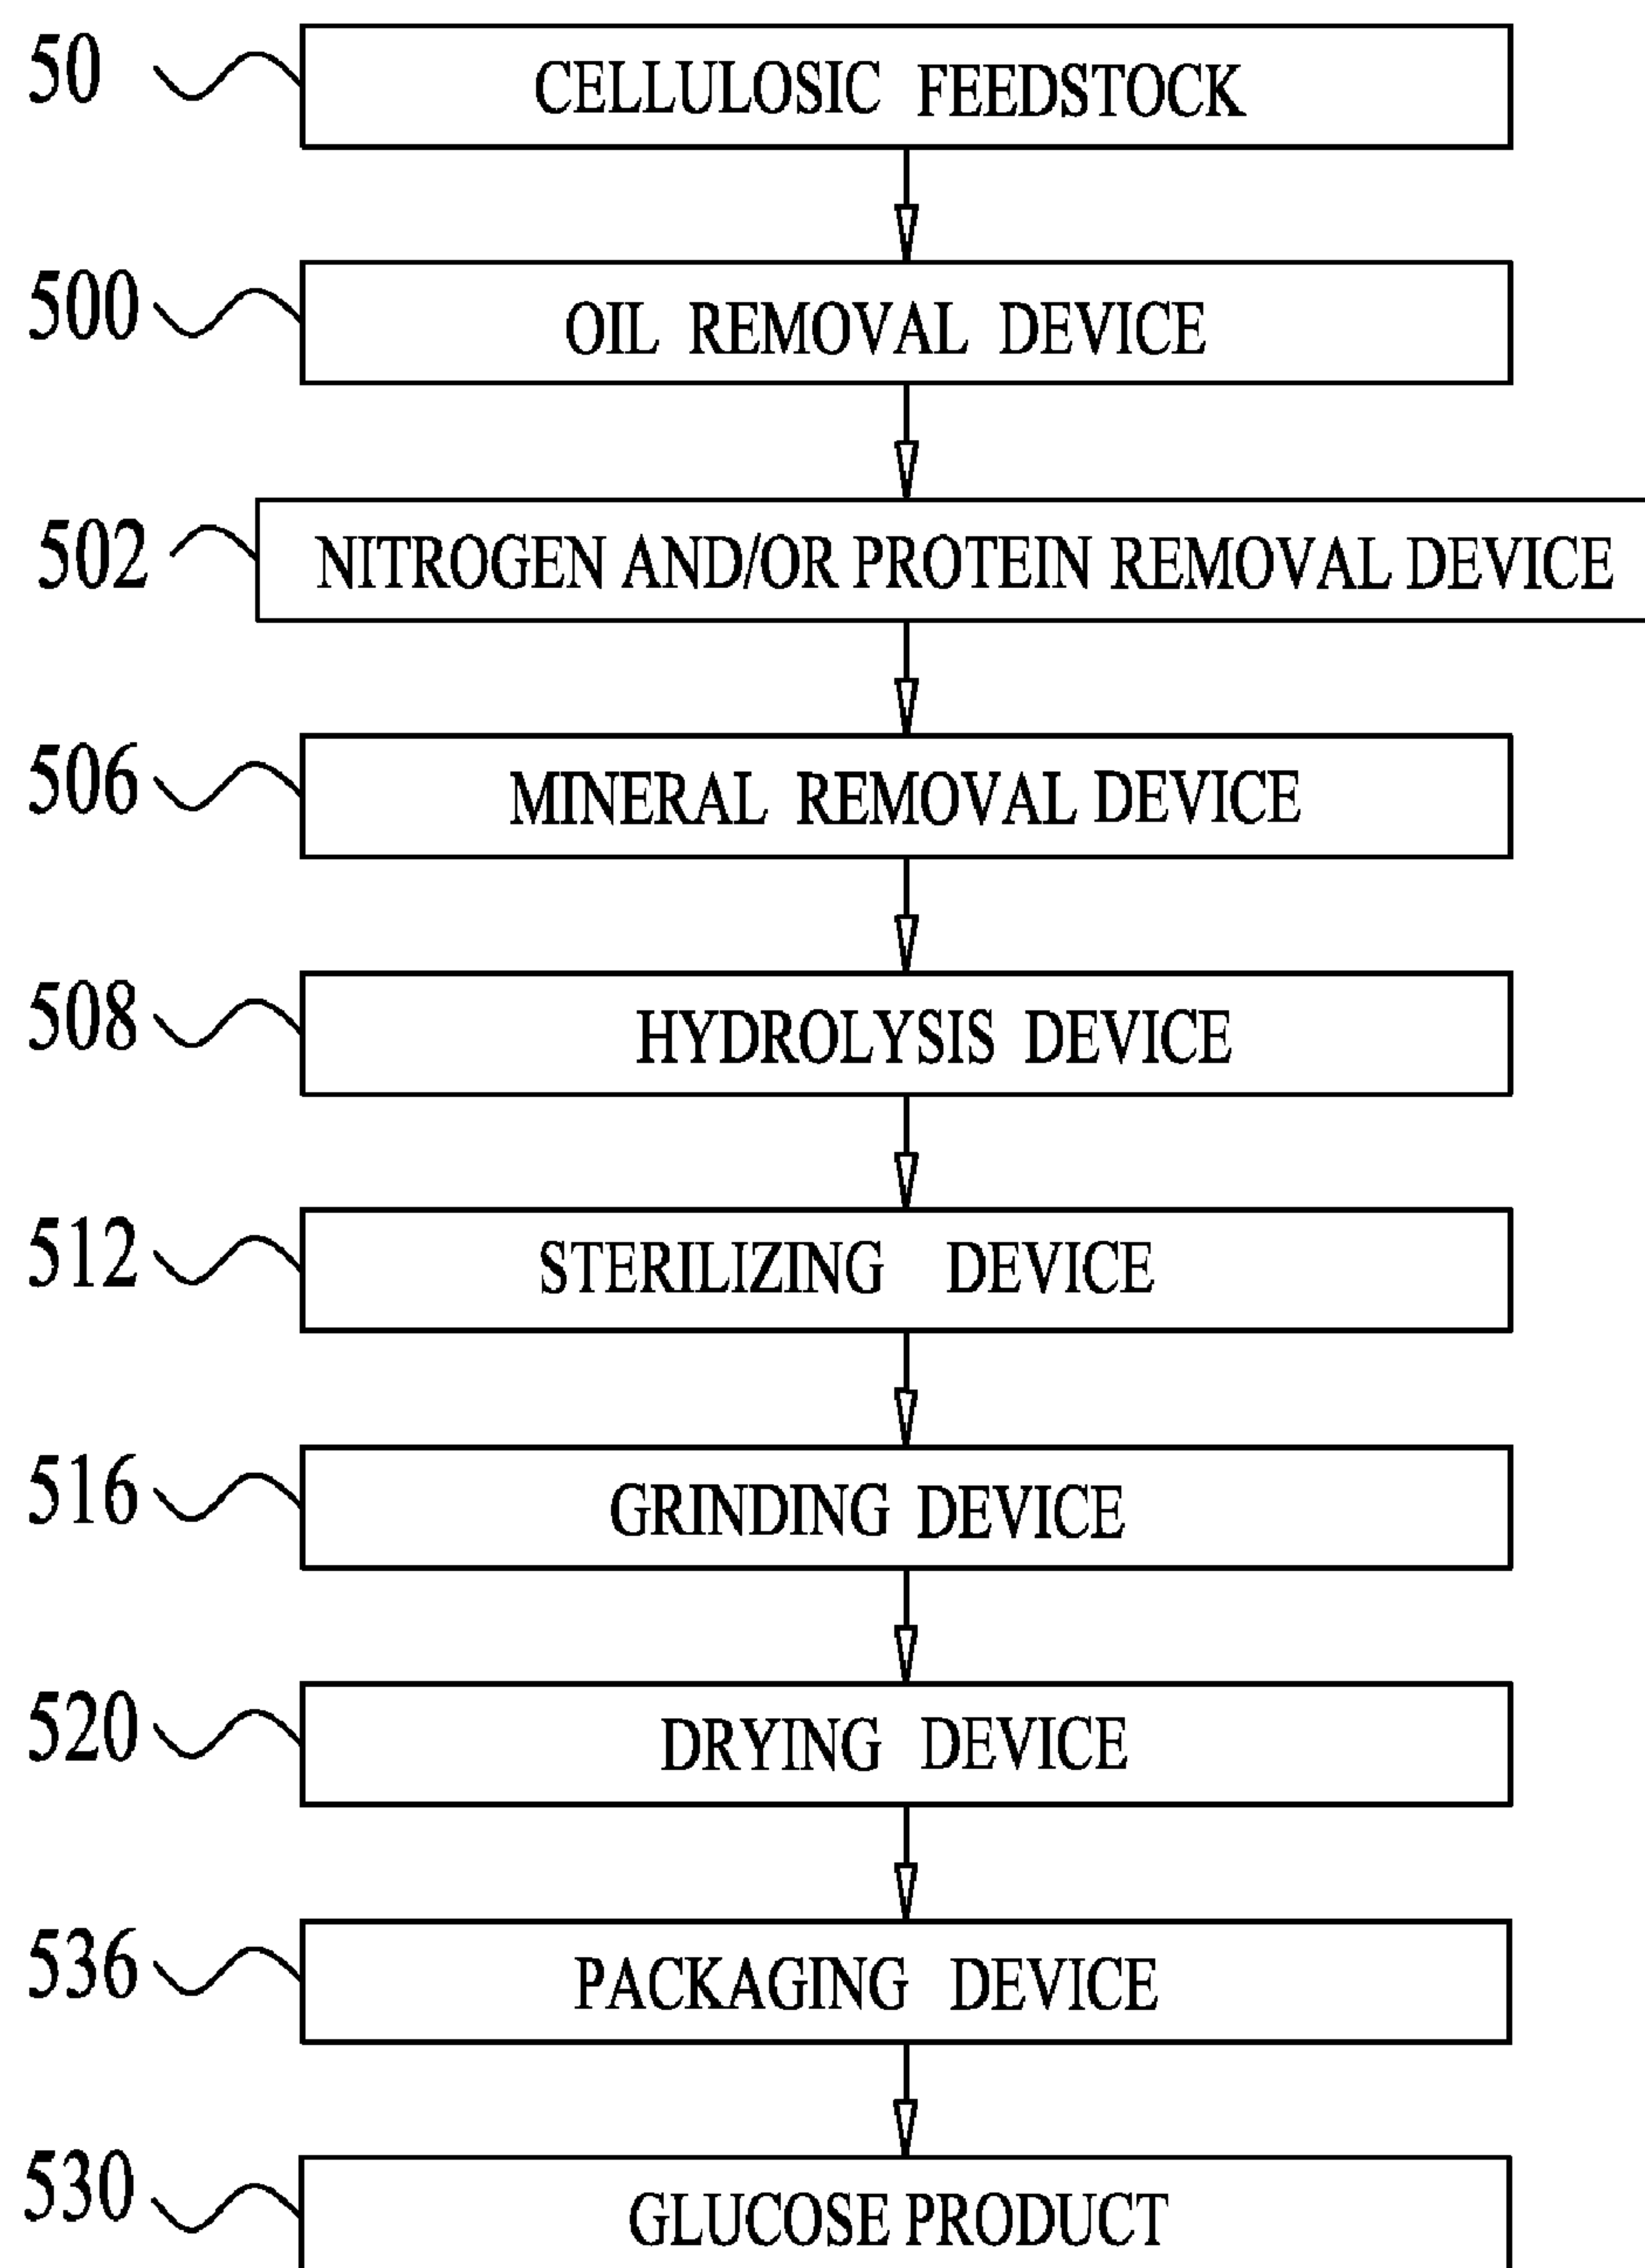 50 CELLULOSIC FEEDSTOCK
500 OIL REMOVAL DEVICE
502 NITROGEN AND/OR PROTEIN REMOVAL DEVICE
506 MINERAL REMOVAL DEVICE
508 HYDROLYSIS DEVICE
512 STERILIZING DEVICE
516 GRINDING DEVICE
520 DRYING DEVICE
536 PACKAGING DEVICE
530 GLUCOSE PRODUCT